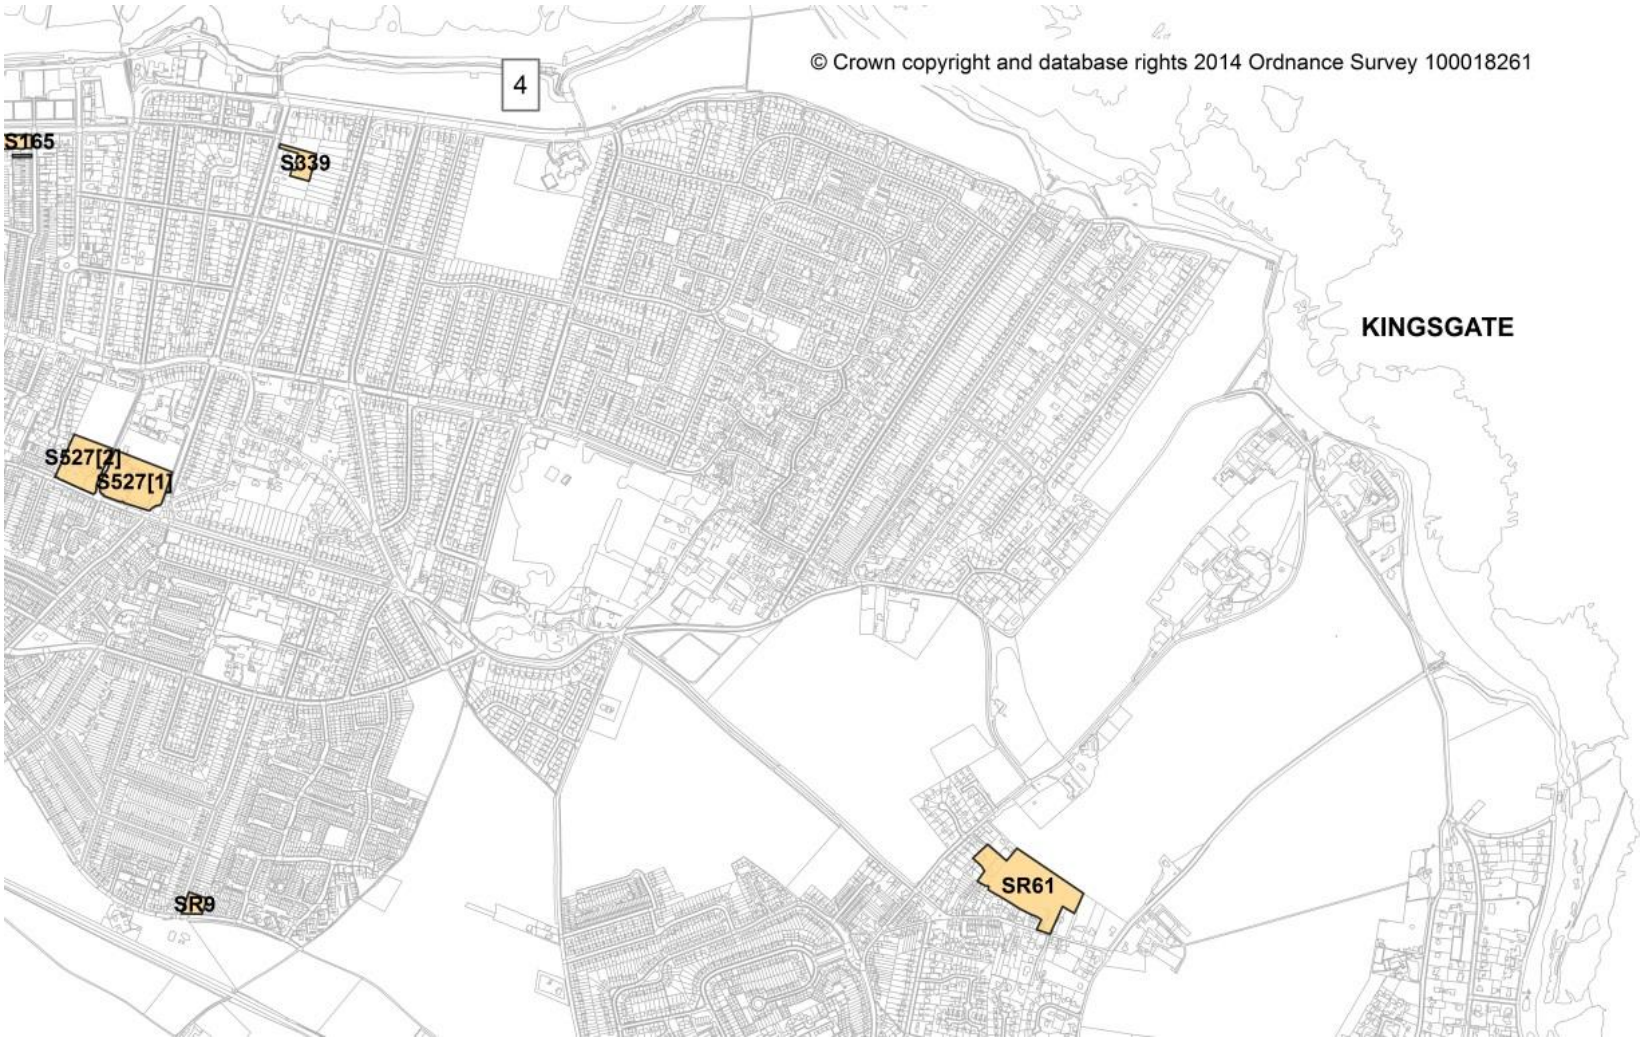 © Crown copyright and database rights 2014 Ordnance Survey 100018261
4
S165
S339
KINGSGATE
S527[2]
S527[1]
SR61
SR9